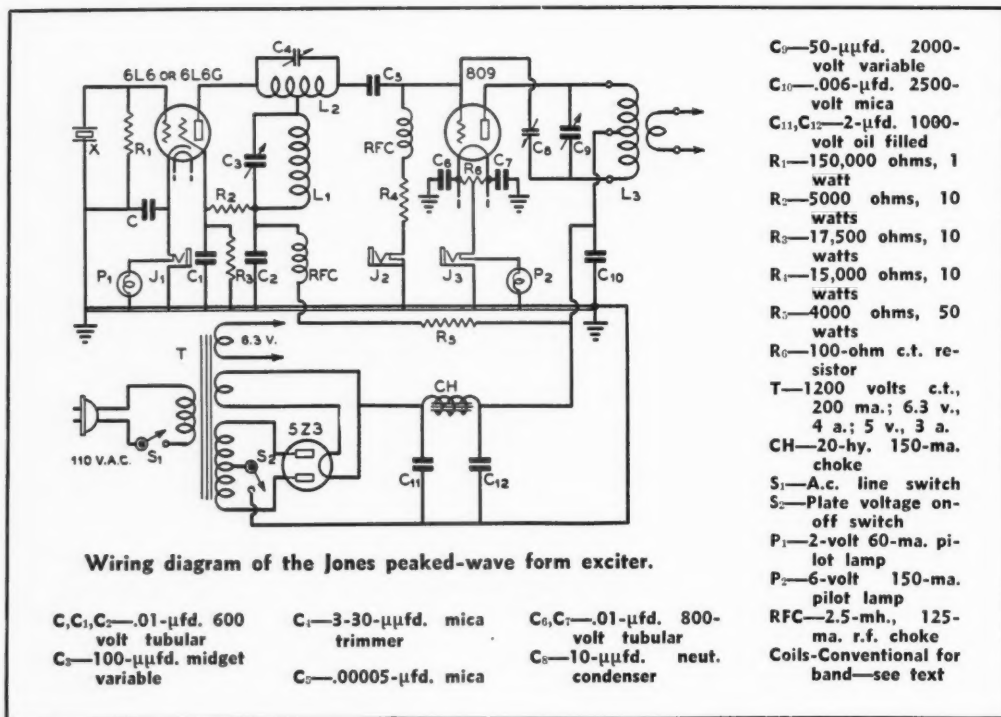 C₄
6L6 OR 6L6G
C₅
809
L₂
X
R₁
RFC
C₈
C₉
C₃
C₆
R₆
C₇
L₃
L₁
R₄
C
R₂
P₁
J₁
C₁
R₃
C₂
RFC
J₂
J₃
P₂
C₁₀
6.3 V.
R₅
T
CH
5Z3
S₂
110 V.A.C.
S₁
C₁₁
C₁₂
Wiring diagram of the Jones peaked-wave form exciter.
C,C₁,C₂—.01-μfd. 600
volt tubular
C₃—100-μμfd. midget
variable
C₄—3-30-μμfd. mica
trimmer
C₅—.00005-μfd. mica
C₆,C₇—.01-μfd. 800-
volt tubular
C₈—10-μμfd. neut.
condenser
C₉—50-μμfd. 2000-
volt variable
C₁₀—.006-μfd. 2500-
volt mica
C₁₁,C₁₂—2-μfd. 1000-
volt oil filled
R₁—150,000 ohms, 1
watt
R₂—5000 ohms, 10
watts
R₃—17,500 ohms, 10
watts
R₄—15,000 ohms, 10
watts
R₅—4000 ohms, 50
watts
R₆—100-ohm c.t. re-
sistor
T—1200 volts c.t.,
200 ma.; 6.3 v.,
4 a.; 5 v., 3 a.
CH—20-hy. 150-ma.
choke
S₁—A.c. line switch
S₂—Plate voltage on-
off switch
P₁—2-volt 60-ma. pi-
lot lamp
P₂—6-volt 150-ma.
pilot lamp
RFC—2.5-mh., 125-
ma. r.f. choke
Coils-Conventional for
band—see text